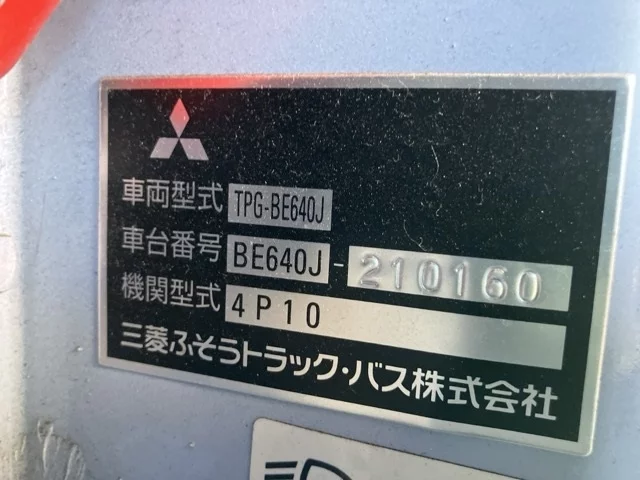 車両型式 TPG-BE640J
車台番号 BE640J-210160
機関型式 4P10
三菱ふそうトラック・バス株式会社